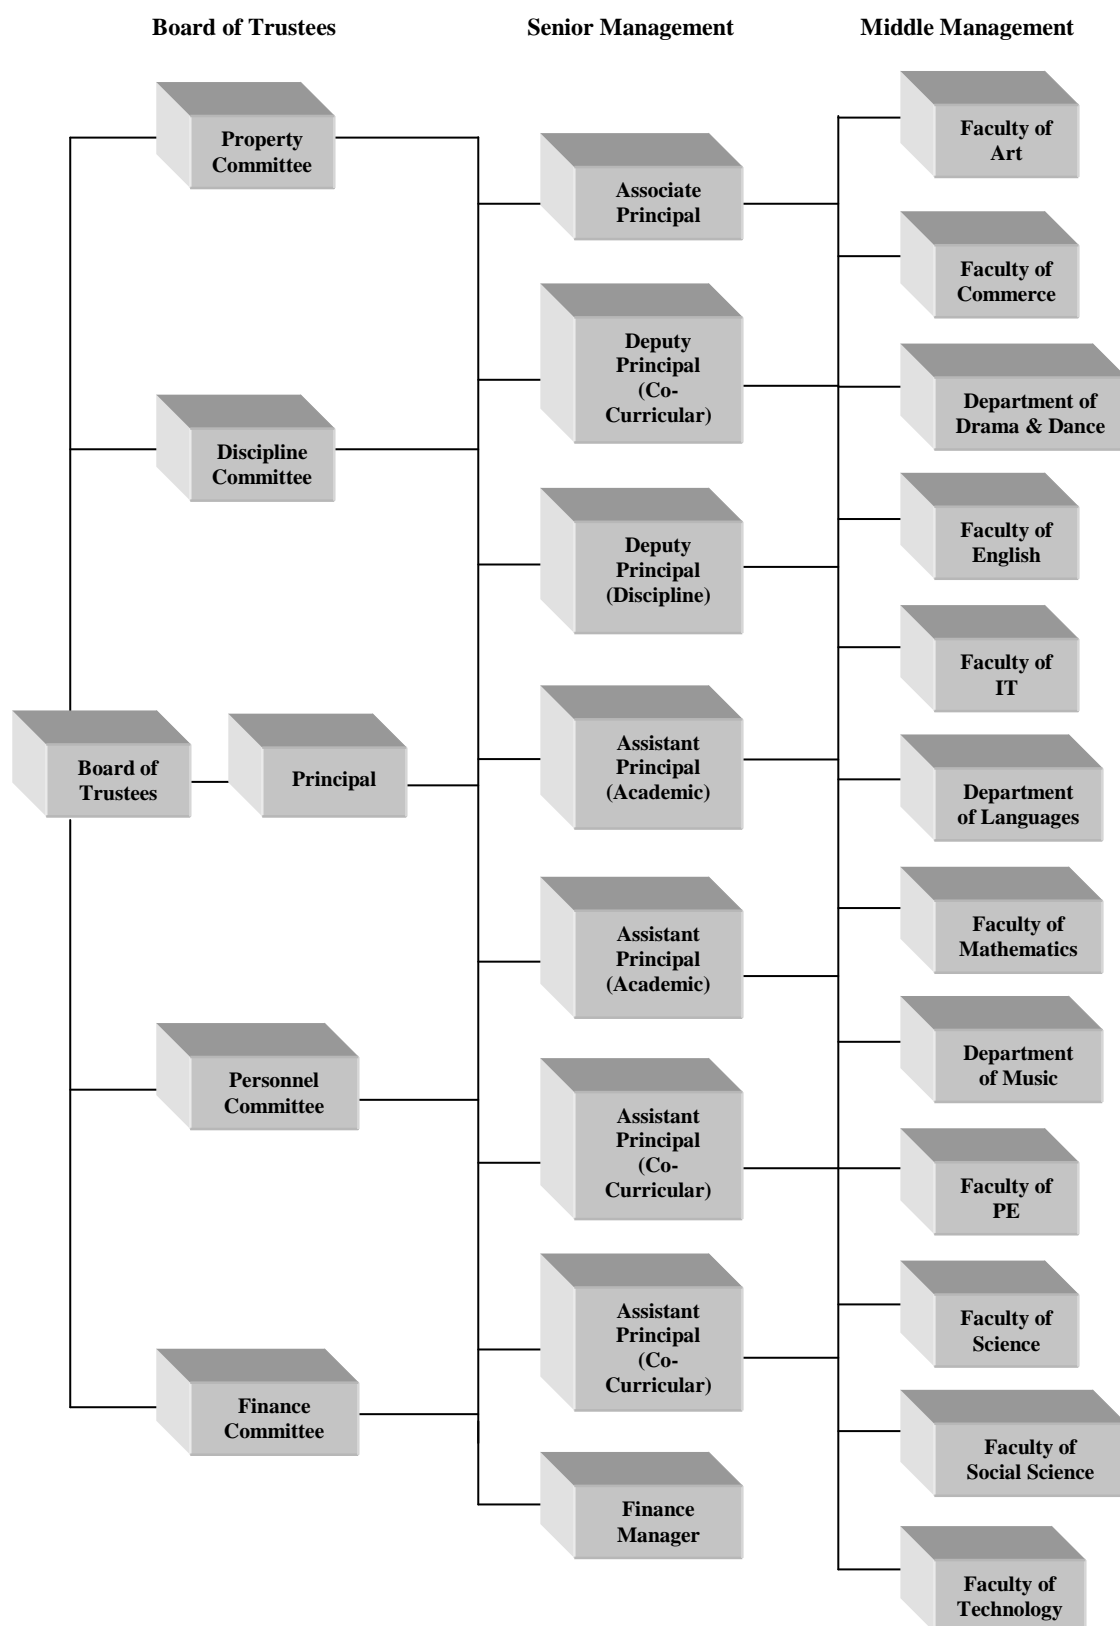 Board of Trustees
Senior Management
Middle Management
Property
Committee
Discipline
Committee
Board of
Trustees
Principal
Personnel
Committee
Finance
Committee
Associate
Principal
Deputy
Principal
(Co-
Curricular)
Deputy
Principal
(Discipline)
Assistant
Principal
(Academic)
Assistant
Principal
(Academic)
Assistant
Principal
(Co-
Curricular)
Assistant
Principal
(Co-
Curricular)
Finance
Manager
Faculty of
Art
Faculty of
Commerce
Department of
Drama & Dance
Faculty of
English
Faculty of
IT
Department
of Languages
Faculty of
Mathematics
Department
of Music
Faculty of
PE
Faculty of
Science
Faculty of
Social Science
Faculty of
Technology